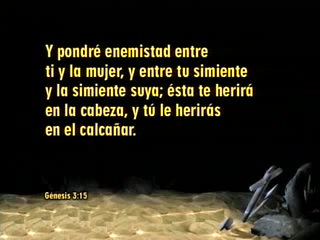 Y pondré enemistad entre
ti y la mujer, y entre tu simiente
y la simiente suya; ésta te herirá
en la cabeza, y tú le herirás
en el calcañar.
Génesis 3:15